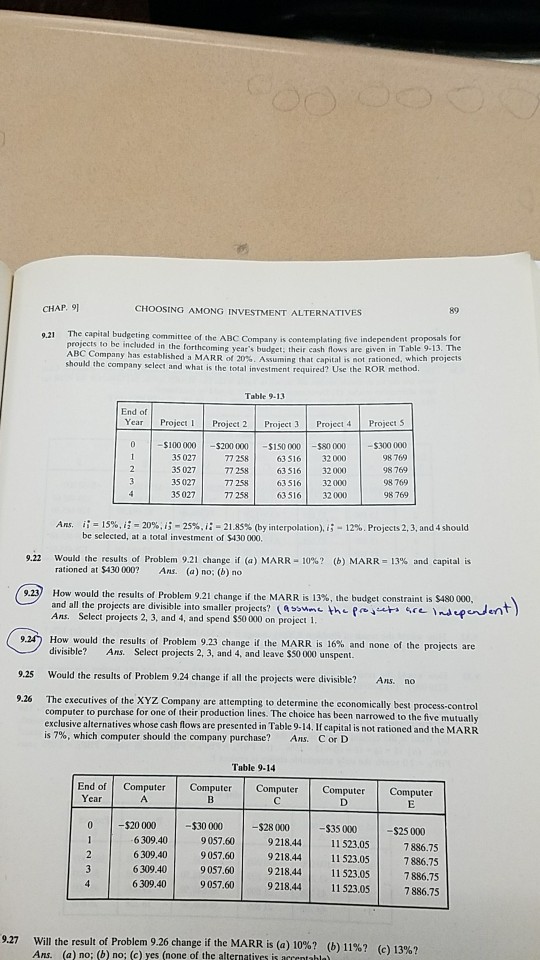 CHAP. 9] CHOOSING AMONG INVESTMENT ALTERNATIVES 89
9.21 The capital budgeting committee of the ABC Company is contemplating five independent proposals for
projects to be included in the forthcoming year's budget; their cash flows are given in Table 9-13. The
ABC Company has established a MARR of 20%. Assuming that capital is not rationed, which projects
should the company select and what is the total investment required? Use the ROR method.
Table 9-13
End of
Year Project 1 Project 2 Project 3 Project 4 Project 5
0 -$100 000 -$200 000 -$150 000 -$80 000 -$300 000
1 35 027 77 258 63 516 32 000 98 769
2 35 027 77 258 63 516 32 000 98 769
3 35 027 77 258 63 516 32 000 98 769
4 35 027 77 258 63 516 32 000 98 769
Ans. i₁* = 15%, i₂* = 20%, i₃* = 25%, i₄* = 21.85% (by interpolation), i₅* = 12%. Projects 2, 3, and 4 should
be selected, at a total investment of $430 000.
9.22 Would the results of Problem 9.21 change if (a) MARR = 10%? (b) MARR = 13% and capital is
rationed at $430 000? Ans. (a) no; (b) no
9.23 How would the results of Problem 9.21 change if the MARR is 13%, the budget constraint is $480 000,
and all the projects are divisible into smaller projects? (Assume the projects are Independent)
Ans. Select projects 2, 3, and 4, and spend $50 000 on project 1.
9.24 How would the results of Problem 9.23 change if the MARR is 16% and none of the projects are
divisible? Ans. Select projects 2, 3, and 4, and leave $50 000 unspent.
9.25 Would the results of Problem 9.24 change if all the projects were divisible? Ans. no
9.26 The executives of the XYZ Company are attempting to determine the economically best process-control
computer to purchase for one of their production lines. The choice has been narrowed to the five mutually
exclusive alternatives whose cash flows are presented in Table 9-14. If capital is not rationed and the MARR
is 7%, which computer should the company purchase? Ans. C or D
Table 9-14
End of Computer Computer Computer Computer Computer
Year A B C D E
0 -$20 000 -$30 000 -$28 000 -$35 000 -$25 000
1 6 309.40 9 057.60 9 218.44 11 523.05 7 886.75
2 6 309.40 9 057.60 9 218.44 11 523.05 7 886.75
3 6 309.40 9 057.60 9 218.44 11 523.05 7 886.75
4 6 309.40 9 057.60 9 218.44 11 523.05 7 886.75
9.27 Will the result of Problem 9.26 change if the MARR is (a) 10%? (b) 11%? (c) 13%?
Ans. (a) no; (b) no; (c) yes (none of the alternatives is acceptable)